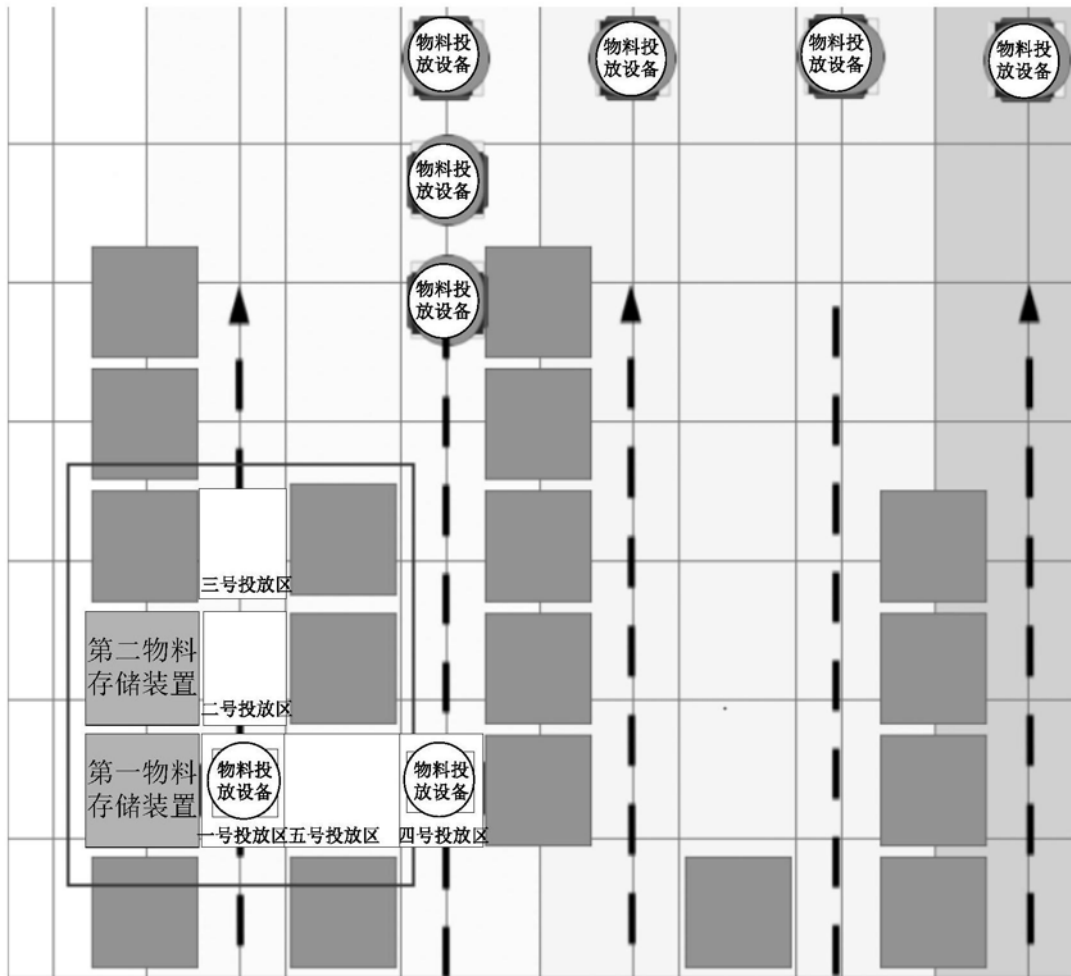 物料投
放设备
物料投
放设备
物料投
放设备
物料投
放设备
物料投
放设备
物料投
放设备
三号投放区
第二物料
存储装置
二号投放区
第一物料
存储装置
物料投
放设备
物料投
放设备
一号投放区
五号投放区
四号投放区